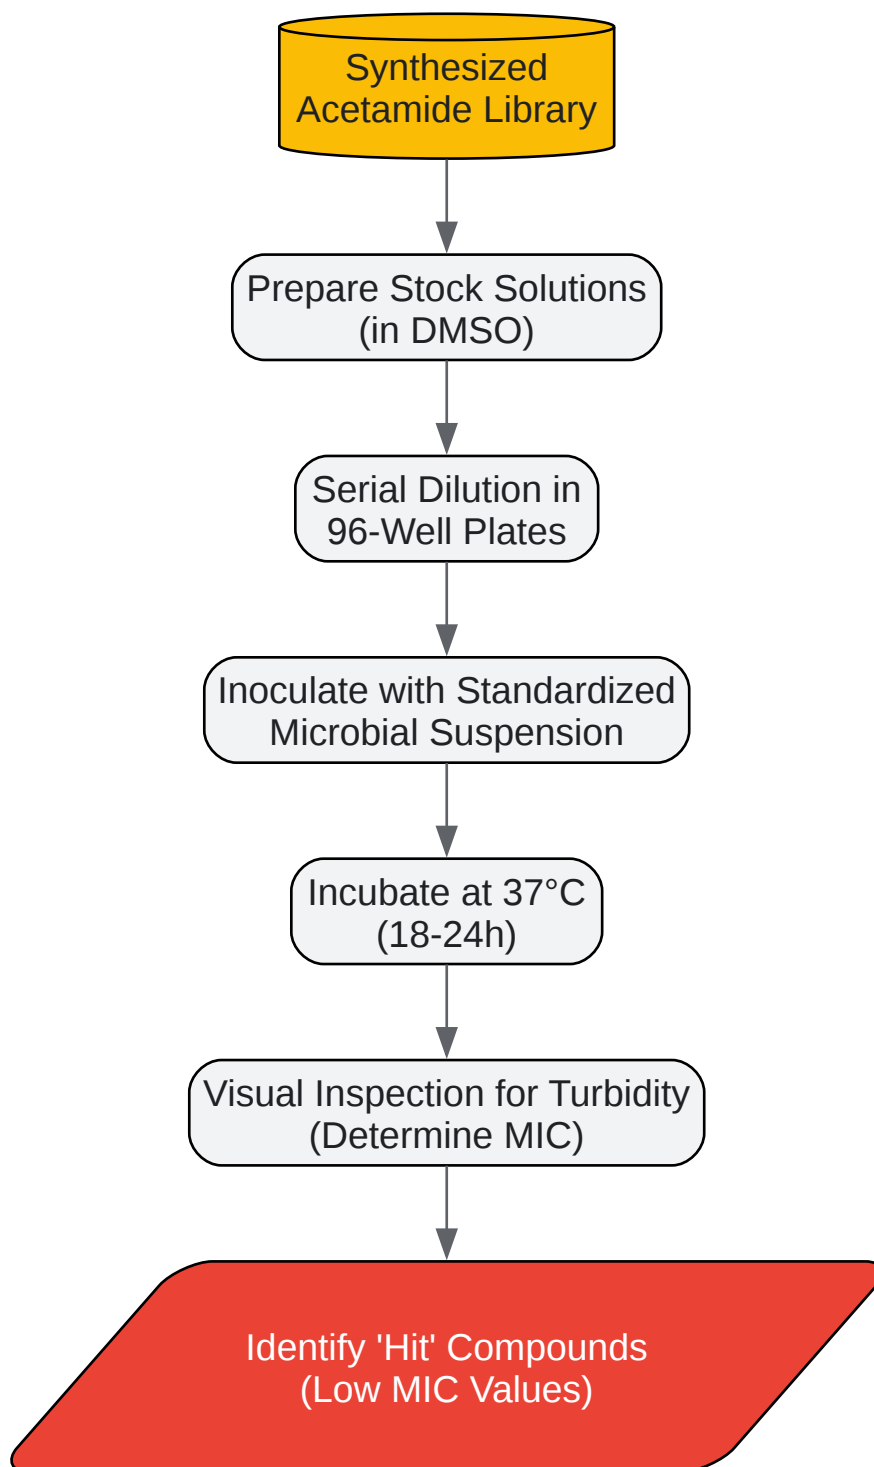 Synthesized
Acetamide Library
Prepare Stock Solutions
(in DMSO)
Serial Dilution in
96-Well Plates
Inoculate with Standardized
Microbial Suspension
Incubate at 37°C
(18-24h)
Visual Inspection for Turbidity
(Determine MIC)
Identify 'Hit' Compounds
(Low MIC Values)